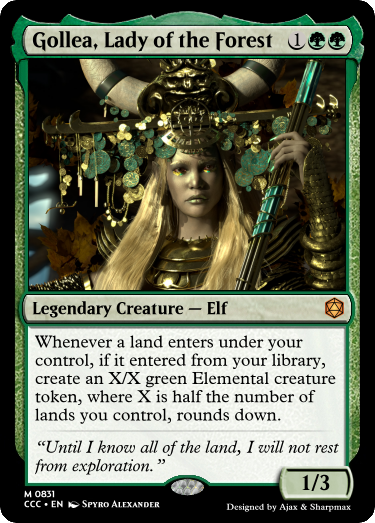 Gollea, Lady of the Forest 1
Legendary Creature — Elf
Whenever a land enters under your
control, if it entered from your library,
create an X/X green Elemental creature
token, where X is half the number of
lands you control, rounds down.
“Until I know all of the land, I will not rest
from exploration.”
1/3
M 0831
CCC • EN Spyro Alexander
Designed by Ajax & Sharpmax